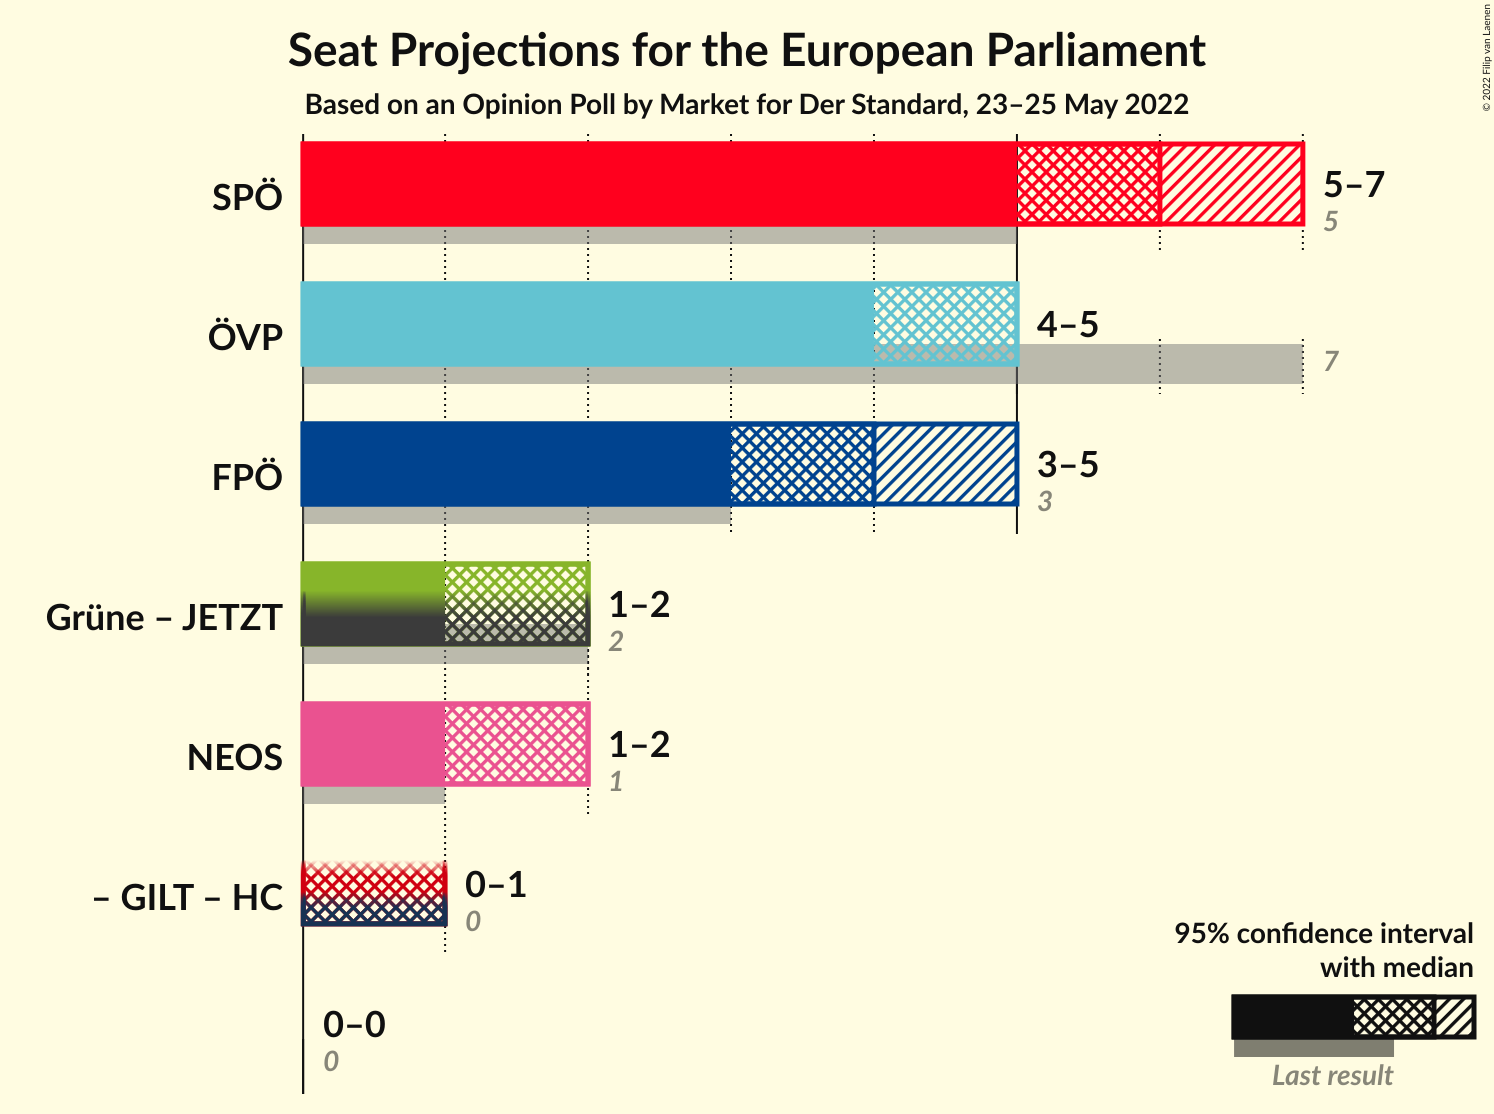 Seat Projections for the European Parliament
Based on an Opinion Poll by Market for Der Standard, 23–25 May 2022
© 2022 Filip van Laenen
SPÖ
5–7
5
ÖVP
4–5
7
FPÖ
3–5
3
Grüne – JETZT
1–2
2
NEOS
1–2
1
– GILT – HC
0–1
0
0–0
0
95% confidence interval
with median
Last result